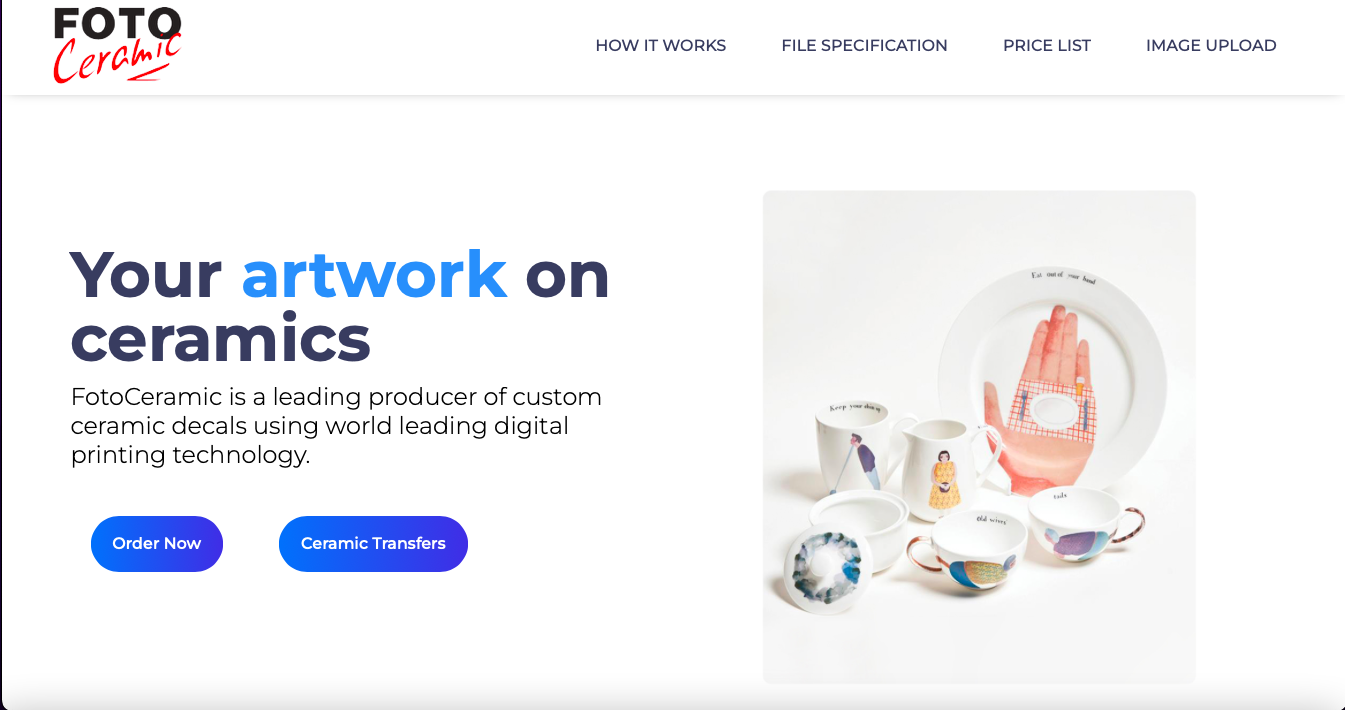 FOTO
Ceramic
HOW IT WORKS
FILE SPECIFICATION
PRICE LIST
IMAGE UPLOAD
Your artwork on
ceramics
FotoCeramic is a leading producer of custom
ceramic decals using world leading digital
printing technology.
Order Now
Ceramic Transfers
Eat out of your hand
Keep your chin up
tails
Old wives'